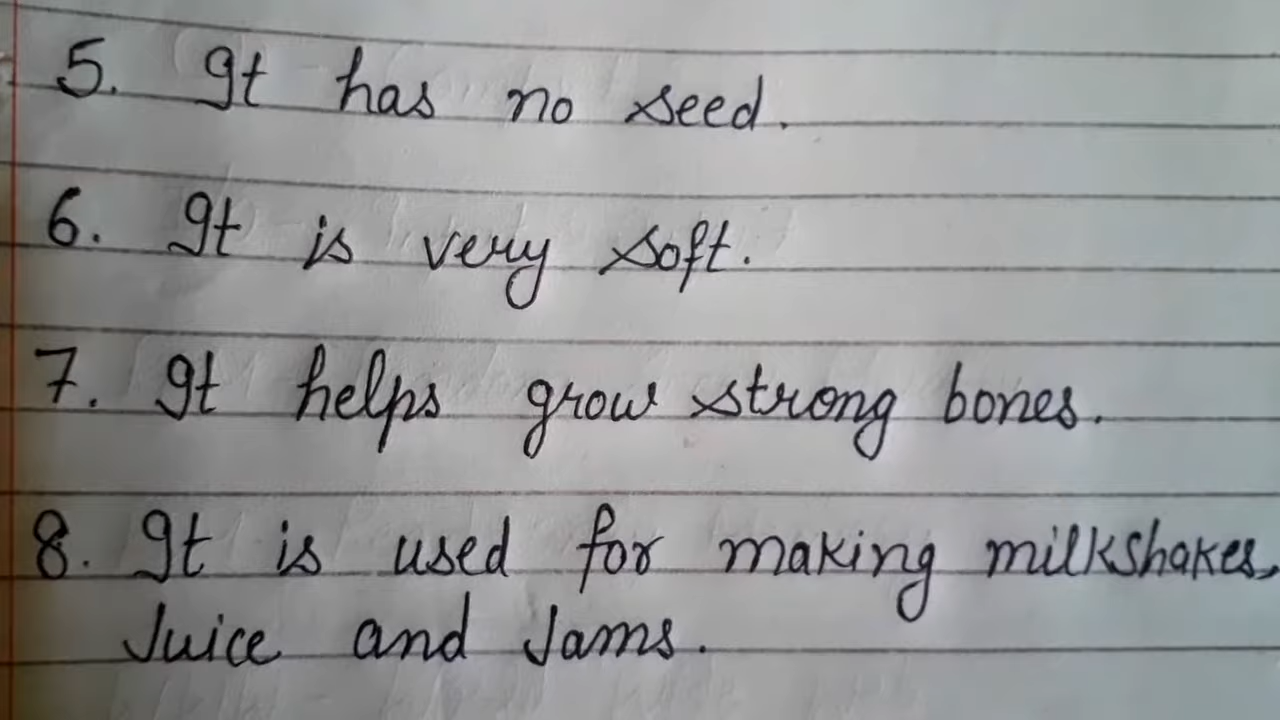 5. It has no seed.
6. It is very soft.
7. It helps grow strong bones.
8. It is used for making milkshakes,
Juice and Jams.